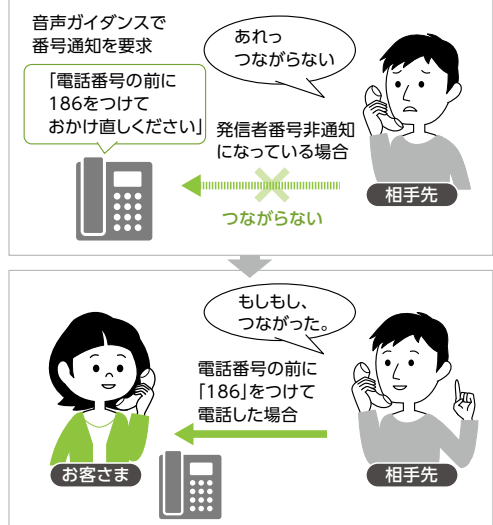 音声ガイダンスで
番号通知を要求
「電話番号の前に
186をつけて
おかけ直しください」
あれっ
つながらない
発信者番号非通知
になっている場合
つながらない
相手先
もしもし、
つながった。
電話番号の前に
「186」をつけて
電話した場合
お客さま
相手先